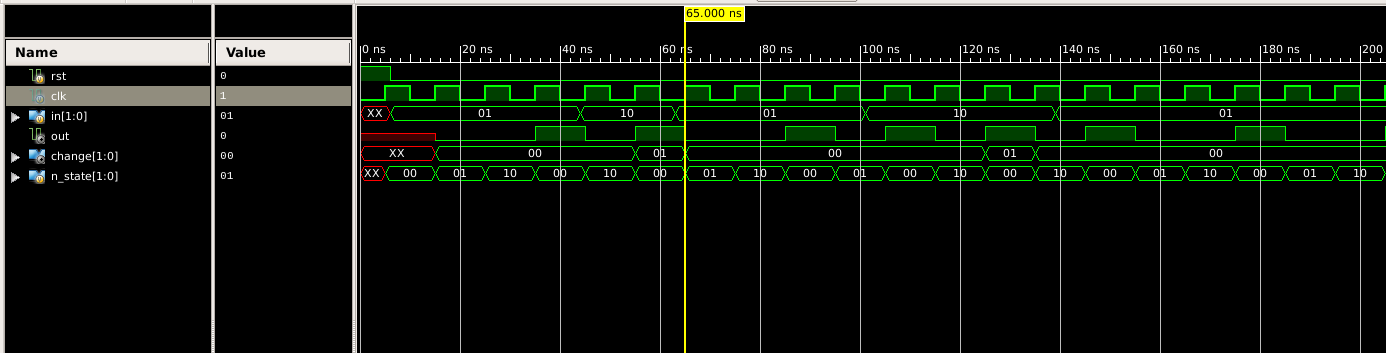 65.000 ns
Name Value 0 ns 20 ns 40 ns 60 ns 80 ns 100 ns 120 ns 140 ns 160 ns 180 ns 200
rst 0
clk 1
in[1:0] 01 XX 01 10 01 10 01
out 0
change[1:0] 00 XX 00 01 00 01 00
n_state[1:0] 01 XX 00 01 10 00 10 00 01 10 00 01 00 10 00 10 00 01 10 00 01 10